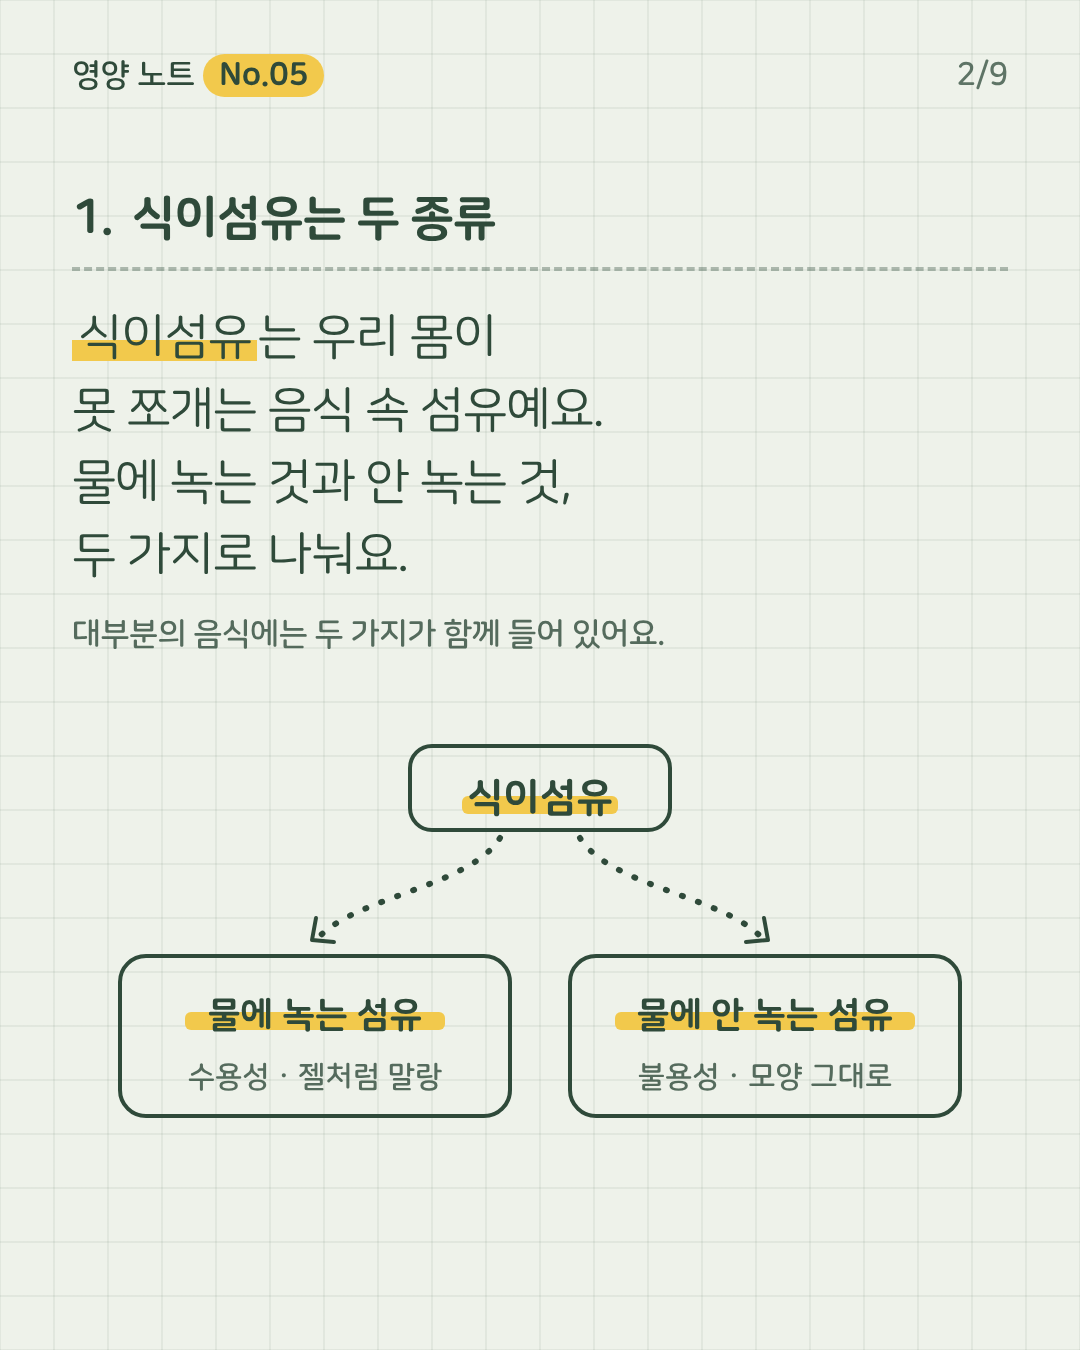 영양 노트 No.05
2/9
1. 식이섬유는 두 종류
식이섬유는 우리 몸이
못 쪼개는 음식 속 섬유예요.
물에 녹는 것과 안 녹는 것,
두 가지로 나눠요.
대부분의 음식에는 두 가지가 함께 들어 있어요.
식이섬유
물에 녹는 섬유
수용성 · 젤처럼 말랑
물에 안 녹는 섬유
불용성 · 모양 그대로